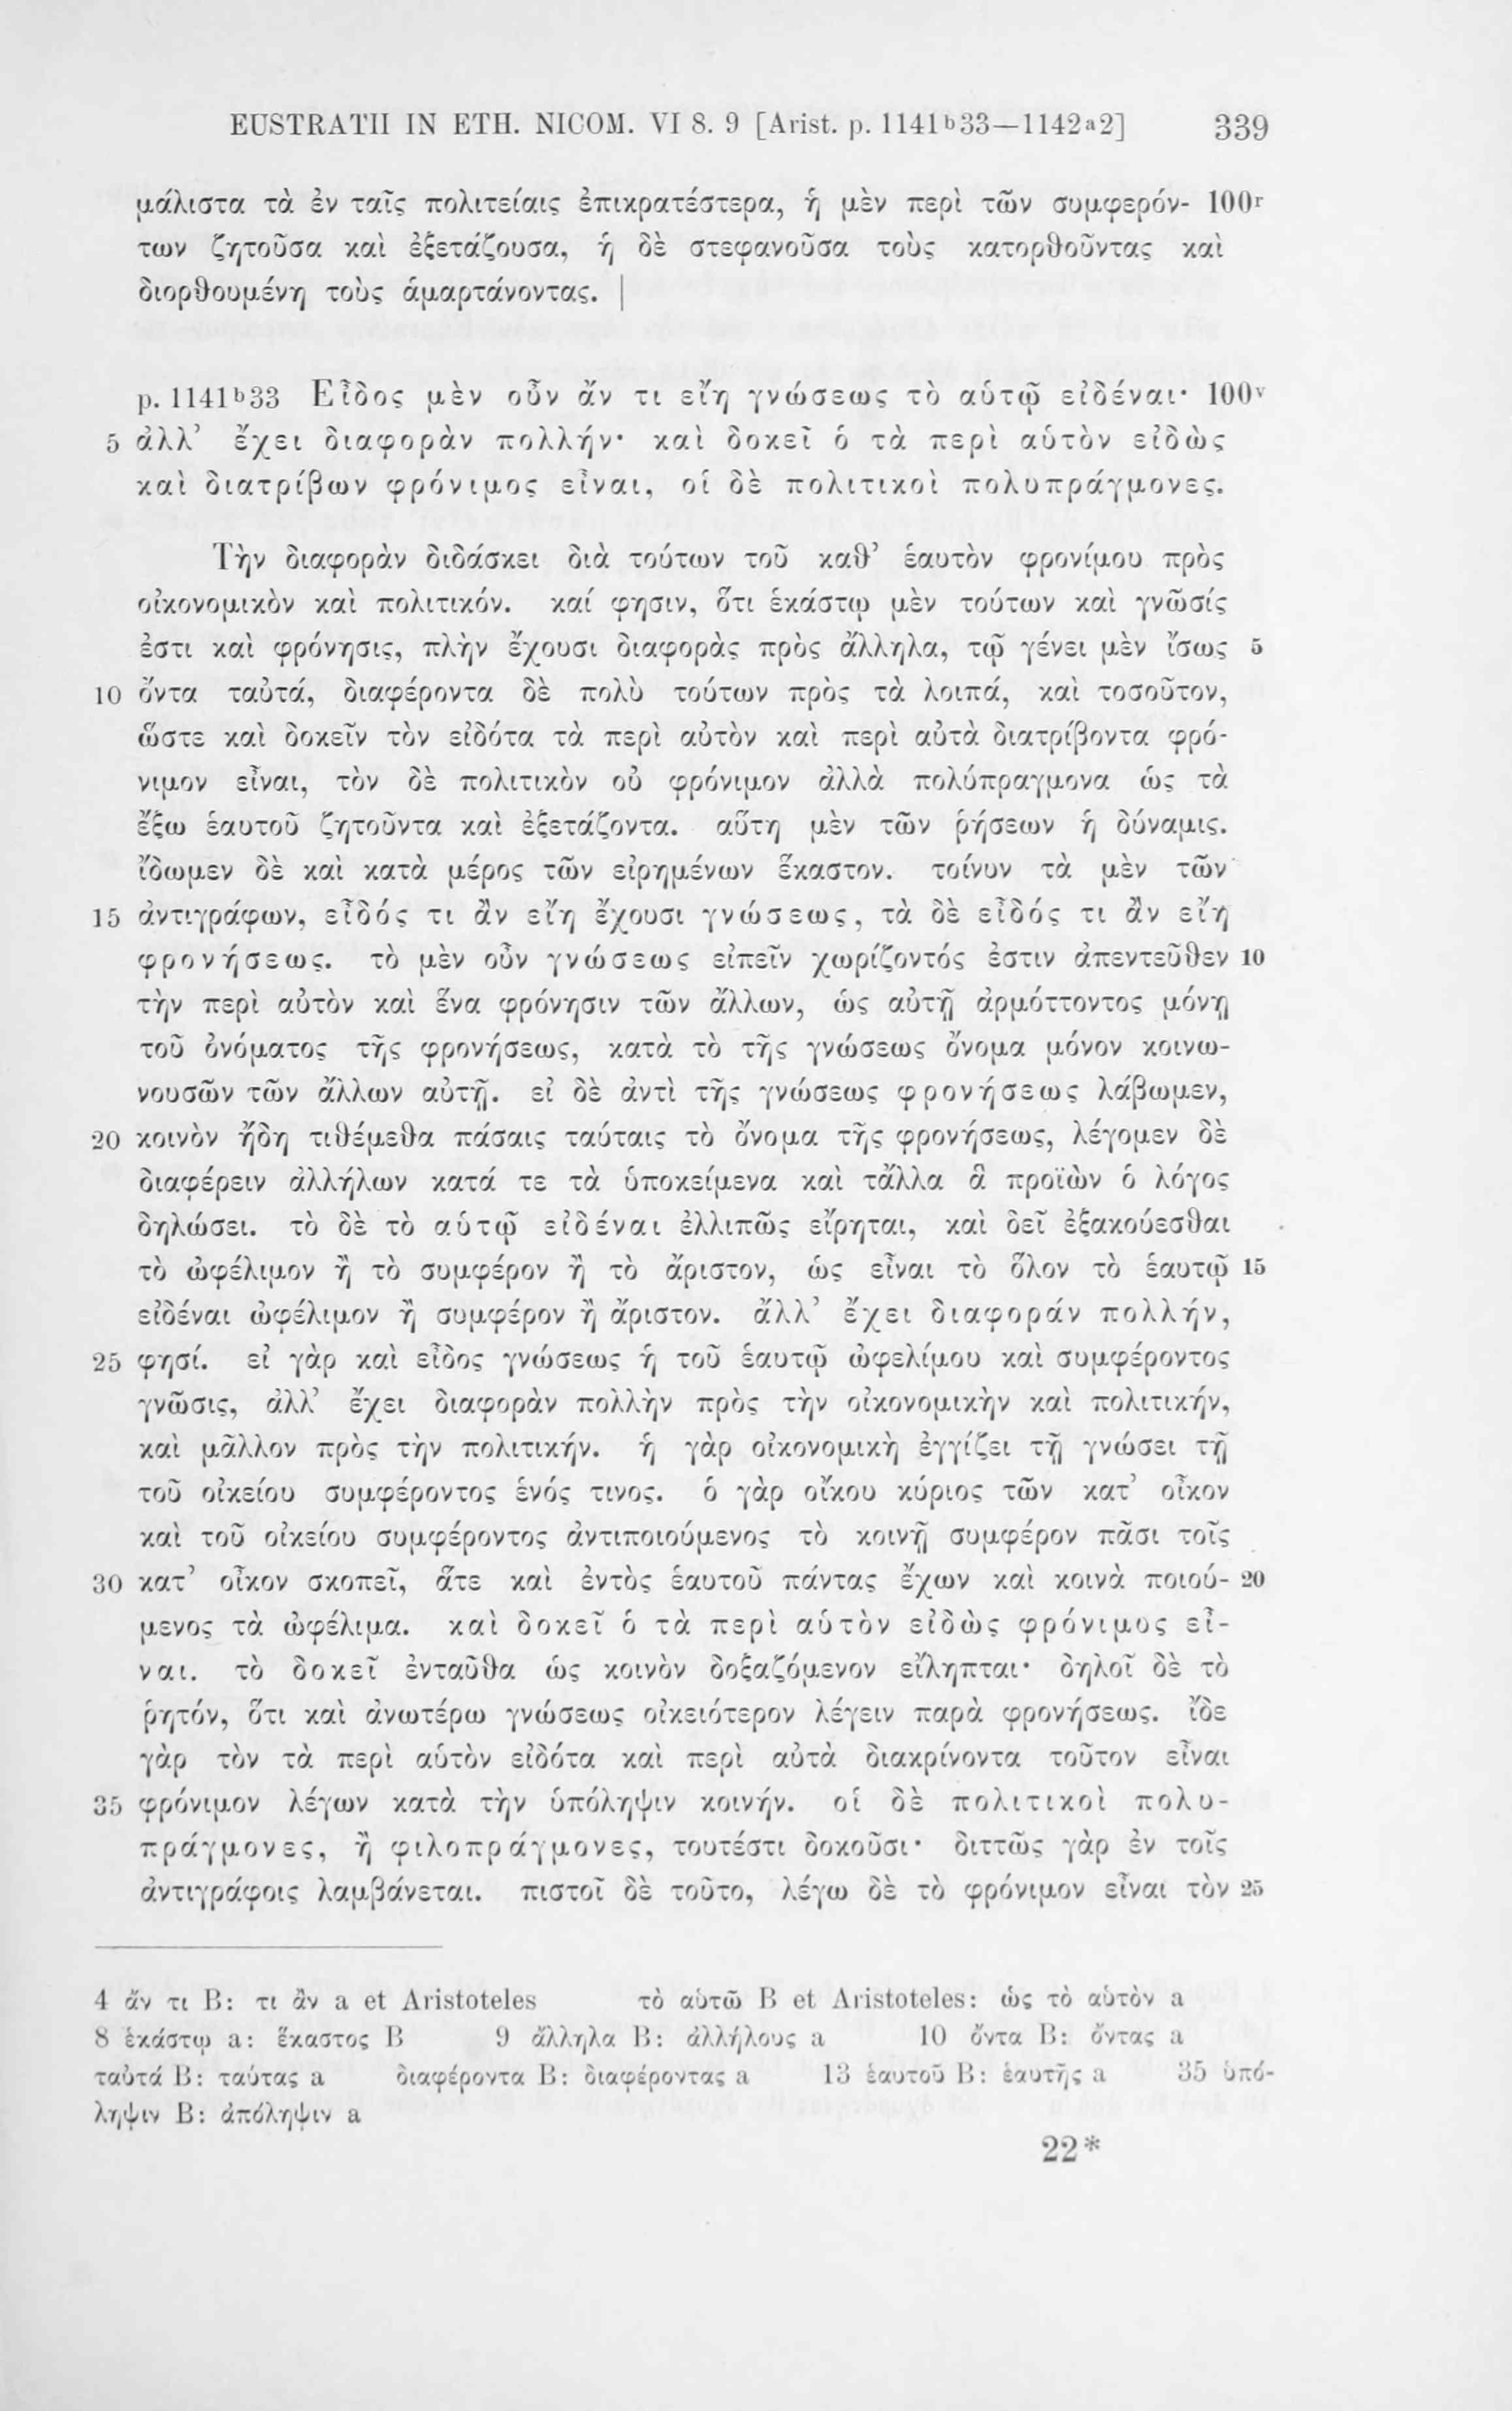 EUSTRATII IN ETH. NICOM. VI 8. 9 [Arist. p. 1141b33—1142a2] 339
μάλιστα τὰ ἐν ταῖς πολιτείαις ἐπικρατέστερα, ἡ μὲν περὶ τῶν συμφερόν- 100r
των ζητοῦσα καὶ ἐξετάζουσα, ἡ δὲ στεφανοῦσα τοὺς κατορθοῦντας καὶ
διορθουμένη τοὺς ἁμαρτάνοντας. |
p. 1141b33 Εἶδος μὲν οὖν ἄν τι εἴη γνώσεως τὸ αὑτῷ εἰδέναι· 100v
5 ἀλλ’ ἔχει διαφορὰν πολλήν· καὶ δοκεῖ ὁ τὰ περὶ αὑτὸν εἰδὼς
καὶ διατρίβων φρόνιμος εἶναι, οἱ δὲ πολιτικοὶ πολυπράγμονες.
Τὴν διαφορὰν διδάσκει διὰ τούτων τοῦ καθ’ ἑαυτὸν φρονίμου πρὸς
οἰκονομικὸν καὶ πολιτικόν. καί φησιν, ὅτι ἑκάστῳ μὲν τούτων καὶ γνῶσίς
ἐστι καὶ φρόνησις, πλὴν ἔχουσι διαφορὰς πρὸς ἄλληλα, τῷ γένει μὲν ἴσως 5
10 ὄντα ταὐτά, διαφέροντα δὲ πολὺ τούτων πρὸς τὰ λοιπά, καὶ τοσοῦτον,
ὥστε καὶ δοκεῖν τὸν εἰδότα τὰ περὶ αὐτὸν καὶ περὶ αὐτὰ διατρίβοντα φρό-
νιμον εἶναι, τὸν δὲ πολιτικὸν οὐ φρόνιμον ἀλλὰ πολύπραγμονα ὡς τὰ
ἔξω ἑαυτοῦ ζητοῦντα καὶ ἐξετάζοντα. αὕτη μὲν τῶν ῥήσεων ἡ δύναμις.
ἴδωμεν δὲ καὶ κατὰ μέρος τῶν εἰρημένων ἕκαστον. τοίνυν τὰ μὲν τῶν
15 ἀντιγράφων, εἶδός τι ἂν εἴη ἔχουσι γνώσεως, τὰ δὲ εἶδός τι ἂν εἴη
φρονήσεως. τὸ μὲν οὖν γνώσεως εἰπεῖν χωρίζοντός ἐστιν ἀπεντεῦθεν 10
τὴν περὶ αὐτὸν καὶ ἕνα φρόνησιν τῶν ἄλλων, ὡς αὐτῇ ἁρμόττοντος μόνῃ
τοῦ ὀνόματος τῆς φρονήσεως, κατὰ τὸ τῆς γνώσεως ὄνομα μόνον κοινω-
νουσῶν τῶν ἄλλων αὐτῇ. εἰ δὲ ἀντὶ τῆς γνώσεως φρονήσεως λάβωμεν,
20 κοινὸν ἤδη τιθέμεθα πάσαις ταύταις τὸ ὄνομα τῆς φρονήσεως, λέγομεν δὲ
διαφέρειν ἀλλήλων κατά τε τὰ ὑποκείμενα καὶ τἄλλα ἃ προϊὼν ὁ λόγος
δηλώσει. τὸ δὲ τὸ αὑτῷ εἰδέναι ἐλλιπῶς εἴρηται, καὶ δεῖ ἐξακούεσθαι
τὸ ὠφέλιμον ἢ τὸ συμφέρον ἢ τὸ ἄριστον, ὡς εἶναι τὸ ὅλον τὸ ἑαυτῷ 15
εἰδέναι ὠφέλιμον ἢ συμφέρον ἢ ἄριστον. ἄλλ’ ἔχει διαφοράν πολλήν,
25 φησί. εἰ γὰρ καὶ εἶδος γνώσεως ἡ τοῦ ἑαυτῷ ὠφελίμου καὶ συμφέροντος
γνῶσις, ἀλλ’ ἔχει διαφορὰν πολλὴν πρὸς τὴν οἰκονομικὴν καὶ πολιτικήν,
καὶ μᾶλλον πρὸς τὴν πολιτικήν. ἡ γὰρ οἰκονομικὴ ἐγγίζει τῇ γνώσει τῇ
τοῦ οἰκείου συμφέροντος ἑνός τινος. ὁ γὰρ οἴκου κύριος τῶν κατ’ οἶκον
καὶ τοῦ οἰκείου συμφέροντος ἀντιποιούμενος τὸ κοινῇ συμφέρον πᾶσι τοῖς
30 κατ’ οἶκον σκοπεῖ, ἅτε καὶ ἐντὸς ἑαυτοῦ πάντας ἔχων καὶ κοινὰ ποιού- 20
μενος τὰ ὠφέλιμα. καὶ δοκεῖ ὁ τὰ περὶ αὑτὸν εἰδὼς φρόνιμος εἶ-
ναι. τὸ δοκεῖ ἐνταῦθα ὡς κοινὸν δοξαζόμενον εἴληπται· δηλοῖ δὲ τὸ
ῥητόν, ὅτι καὶ ἀνωτέρω γνώσεως οἰκειότερον λέγειν παρὰ φρονήσεως. ἴδε
γὰρ τὸν τὰ περὶ αὑτὸν εἰδότα καὶ περὶ αὐτὰ διακρίνοντα τοῦτον εἶναι
35 φρόνιμον λέγων κατὰ τὴν ὑπόληψιν κοινήν. οἱ δὲ πολιτικοὶ πολυ-
πράγμονες, ἢ φιλοπράγμονες, τουτέστι δοκοῦσι· διττῶς γὰρ ἐν τοῖς
ἀντιγράφοις λαμβάνεται. πιστοῖ δὲ τοῦτο, λέγω δὲ τὸ φρόνιμον εἶναι τὸν 25
4 ἄν τι B: τι ἂν a et Aristoteles τὸ αὑτῶ B et Aristoteles: ὡς τὸ αὑτὸν a
8 ἑκάστῳ a: ἕκαστος B 9 ἄλληλα B: ἀλλήλους a 10 ὄντα B: ὄντας a
ταὐτά B: ταύτας a διαφέροντα B: διαφέροντας a 13 ἑαυτοῦ B: ἑαυτῆς a 35 ὑπό-
ληψιν B: ἀπόληψιν a
22*